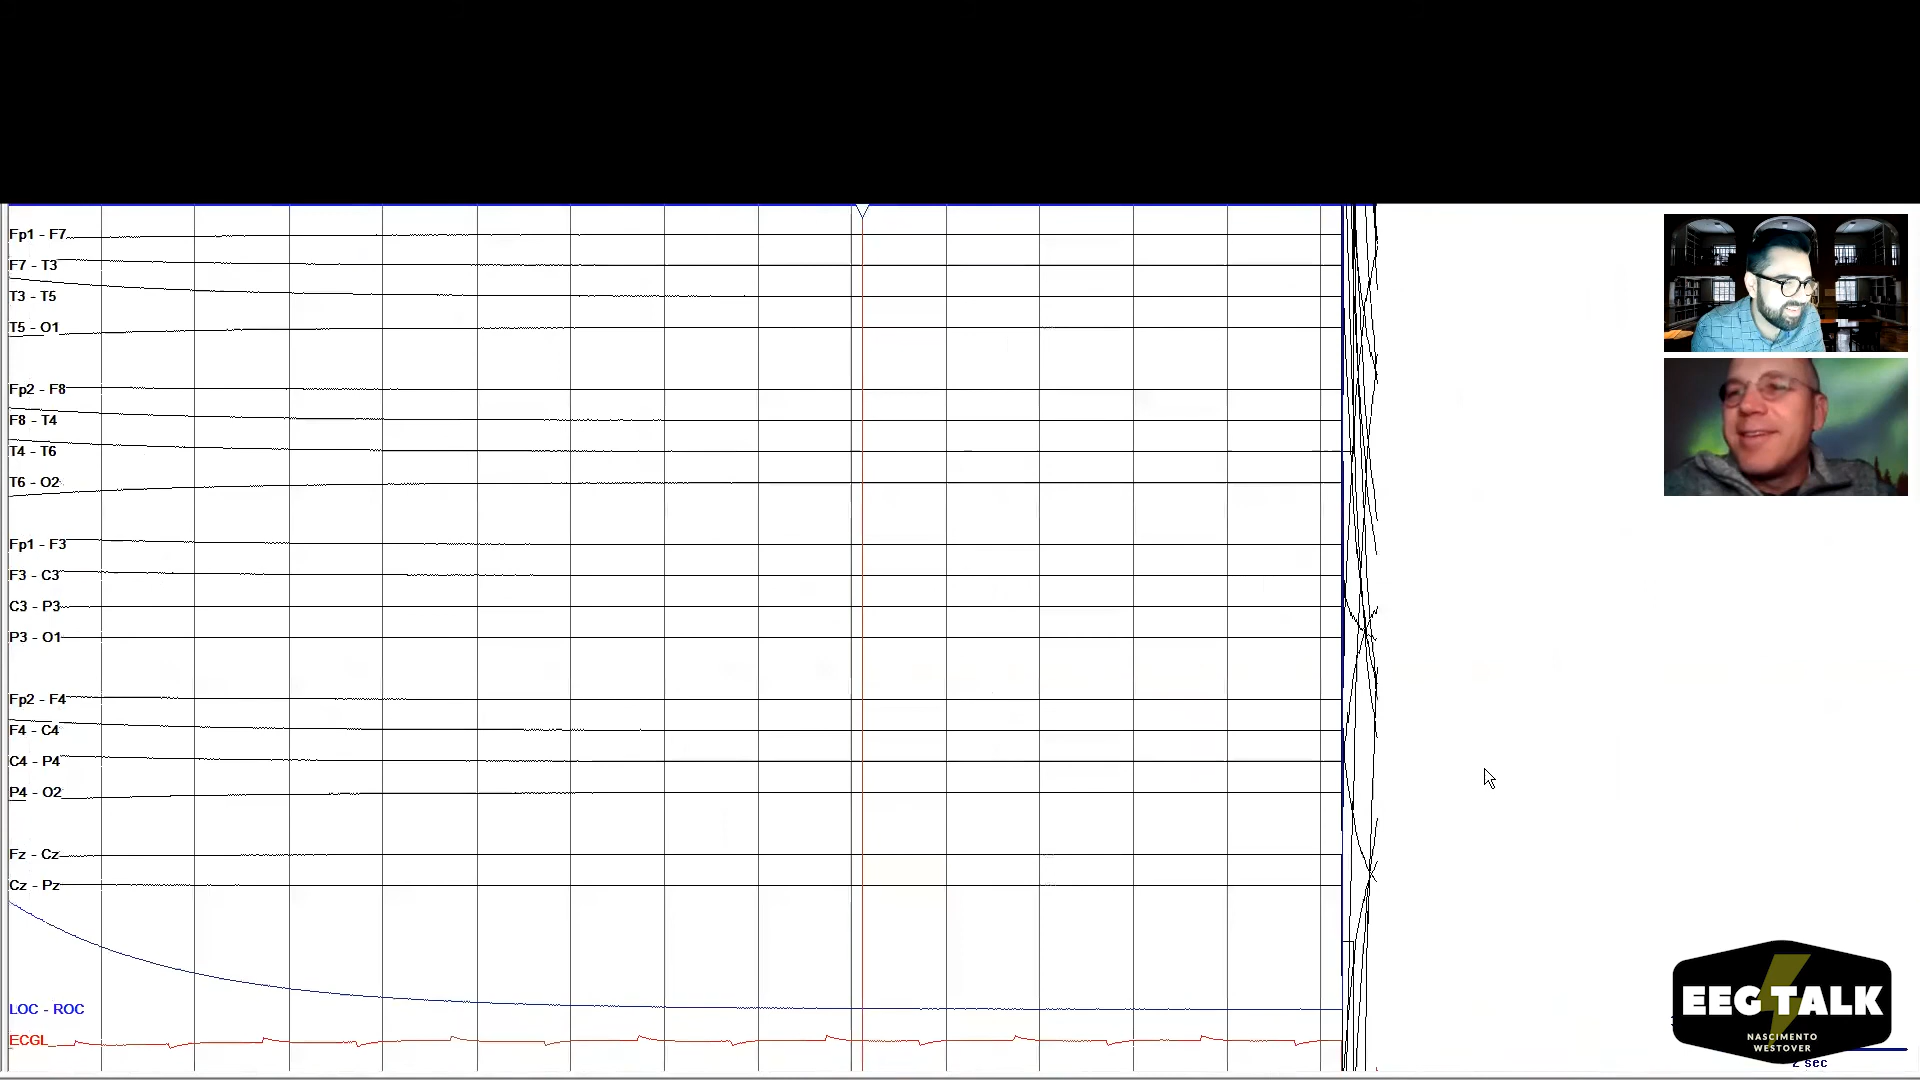 Fp1 - F7
F7 - T3
T3 - T5
T5 - O1
Fp2 - F8
F8 - T4
T4 - T6
T6 - O2
Fp1 - F3
F3 - C3
C3 - P3
P3 - O1
Fp2 - F4
F4 - C4
C4 - P4
P4 - O2
Fz - Cz
Cz - Pz
LOC - ROC
ECGL
EEG TALK
NASCIMENTO
WESTOVER
2 sec